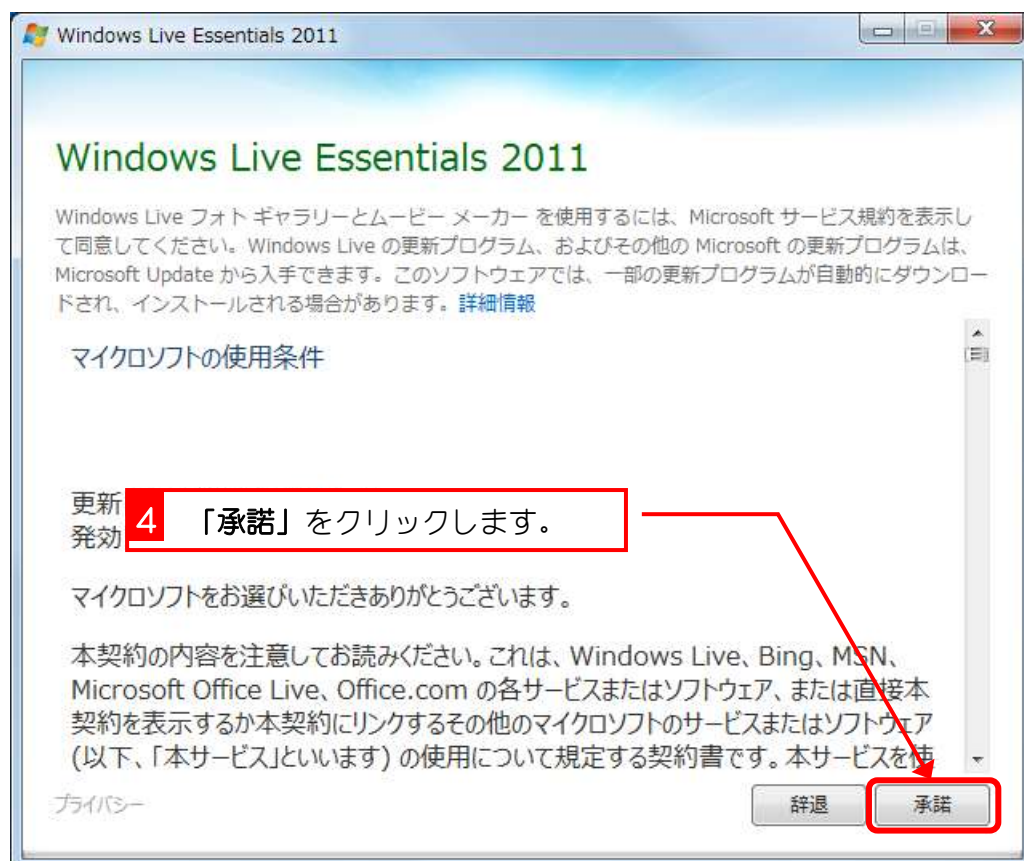 Windows Live Essentials 2011
Windows Live Essentials 2011
Windows Live フォト ギャラリーとムービー メーカー を使用するには、Microsoft サービス規約を表示し
て同意してください。Windows Live の更新プログラム、およびその他の Microsoft の更新プログラムは、
Microsoft Update から入手できます。このソフトウェアでは、一部の更新プログラムが自動的にダウンロー
ドされ、インストールされる場合があります。詳細情報
マイクロソフトの使用条件
更新
発効
4 「承諾」をクリックします。
マイクロソフトをお選びいただきありがとうございます。
本契約の内容を注意してお読みください。これは、Windows Live、Bing、MSN、
Microsoft Office Live、Office.com の各サービスまたはソフトウェア、または直接本
契約を表示するか本契約にリンクするその他のマイクロソフトのサービスまたはソフトウェア
(以下、「本サービス」といいます) の使用について規定する契約書です。本サービスを使
プライバシー
辞退
承諾